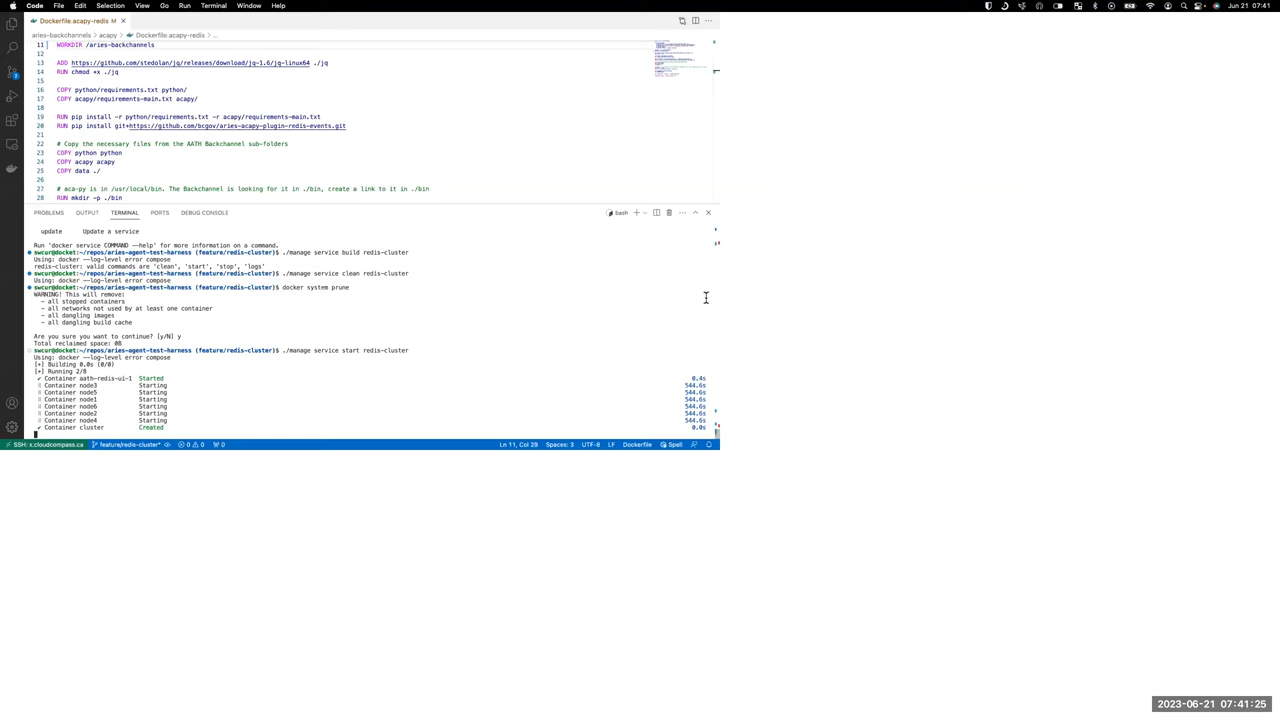 Code File Edit Selection View Go Run Terminal Window Help Jun 21 07:41
Dockerfile.acapy-redis M
aries-backchannels > acapy > Dockerfile.acapy-redis > ...
11 WORKDIR /aries-backchannels
12
13 ADD https://github.com/stedolan/jq/releases/download/jq-1.6/jq-linux64 ./jq
14 RUN chmod +x ./jq
15
16 COPY python/requirements.txt python/
17 COPY acapy/requirements-main.txt acapy/
18
19 RUN pip install -r python/requirements.txt -r acapy/requirements-main.txt
20 RUN pip install git+https://github.com/bcgov/aries-acapy-plugin-redis-events.git
21
22 # Copy the necessary files from the AATH Backchannel sub-folders
23 COPY python python
24 COPY acapy acapy
25 COPY data ./
26
27 # aca-py is in /usr/local/bin. The Backchannel is looking for it in ./bin, create a link to it in ./bin
28 RUN mkdir -p ./bin
PROBLEMS OUTPUT TERMINAL PORTS DEBUG CONSOLE bash
update Update a service
Run 'docker service COMMAND --help' for more information on a command.
swcur@docket:~/repos/aries-agent-test-harness (feature/redis-cluster)$ ./manage service build redis-cluster
Using: docker --log-level error compose
redis-cluster: valid commands are 'clean', 'start', 'stop', 'logs'
swcur@docket:~/repos/aries-agent-test-harness (feature/redis-cluster)$ ./manage service clean redis-cluster
Using: docker --log-level error compose
swcur@docket:~/repos/aries-agent-test-harness (feature/redis-cluster)$ docker system prune
WARNING! This will remove:
- all stopped containers
- all networks not used by at least one container
- all dangling images
- all dangling build cache
Are you sure you want to continue? [y/N] y
Total reclaimed space: 0B
swcur@docket:~/repos/aries-agent-test-harness (feature/redis-cluster)$ ./manage service start redis-cluster
Using: docker --log-level error compose
[+] Building 0.0s (0/0)
[+] Running 2/8
✔ Container aath-redis-ui-1 Started 0.4s
⠿ Container node3 Starting 544.6s
⠿ Container node5 Starting 544.6s
⠿ Container node1 Starting 544.6s
⠿ Container node6 Starting 544.6s
⠿ Container node2 Starting 544.6s
⠿ Container node4 Starting 544.6s
✔ Container cluster Created 0.0s
SSH: x.cloudcompass.ca feature/redis-cluster* 0 0 0 Ln 11, Col 29 Spaces: 3 UTF-8 LF Dockerfile Spell
2023-06-21 07:41:25